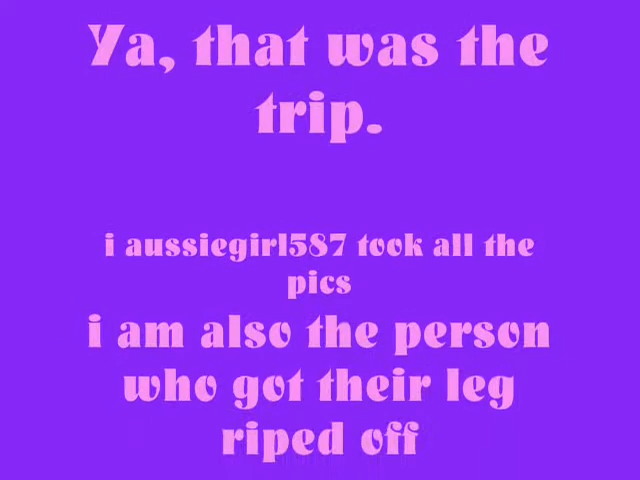 Ya, that was the
trip.
i aussiegirl587 took all the
pics
i am also the person
who got their leg
riped off